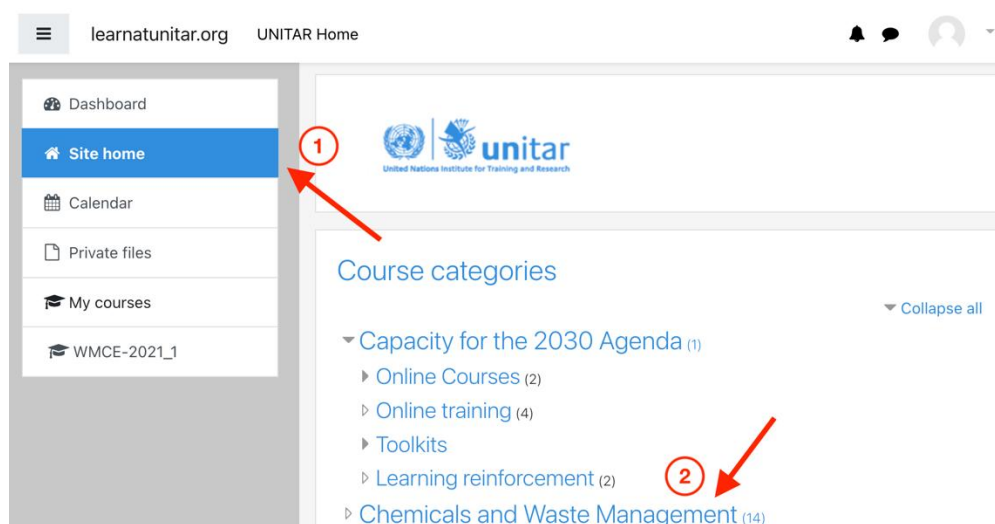 learnatunitar.org UNITAR Home
Dashboard
Site home
Calendar
Private files
My courses
WMCE-2021_1
1
unitar
United Nations Institute for Training and Research
Course categories
Collapse all
Capacity for the 2030 Agenda (1)
Online Courses (2)
Online training (4)
Toolkits
Learning reinforcement (2)
2
Chemicals and Waste Management (14)